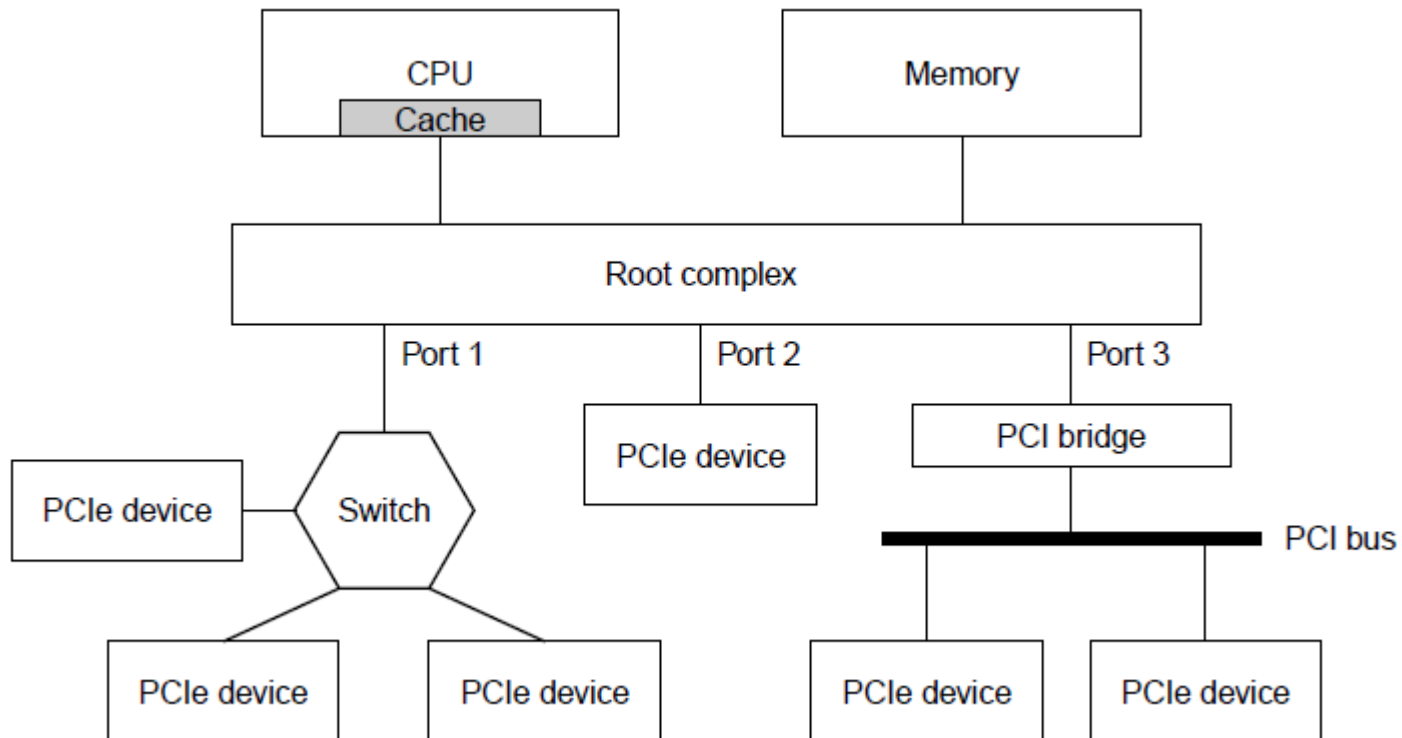 CPU
Cache
Memory
Root complex
Port 1
Port 2
Port 3
PCIe device
PCI bridge
PCIe device
Switch
PCI bus
PCIe device
PCIe device
PCIe device
PCIe device